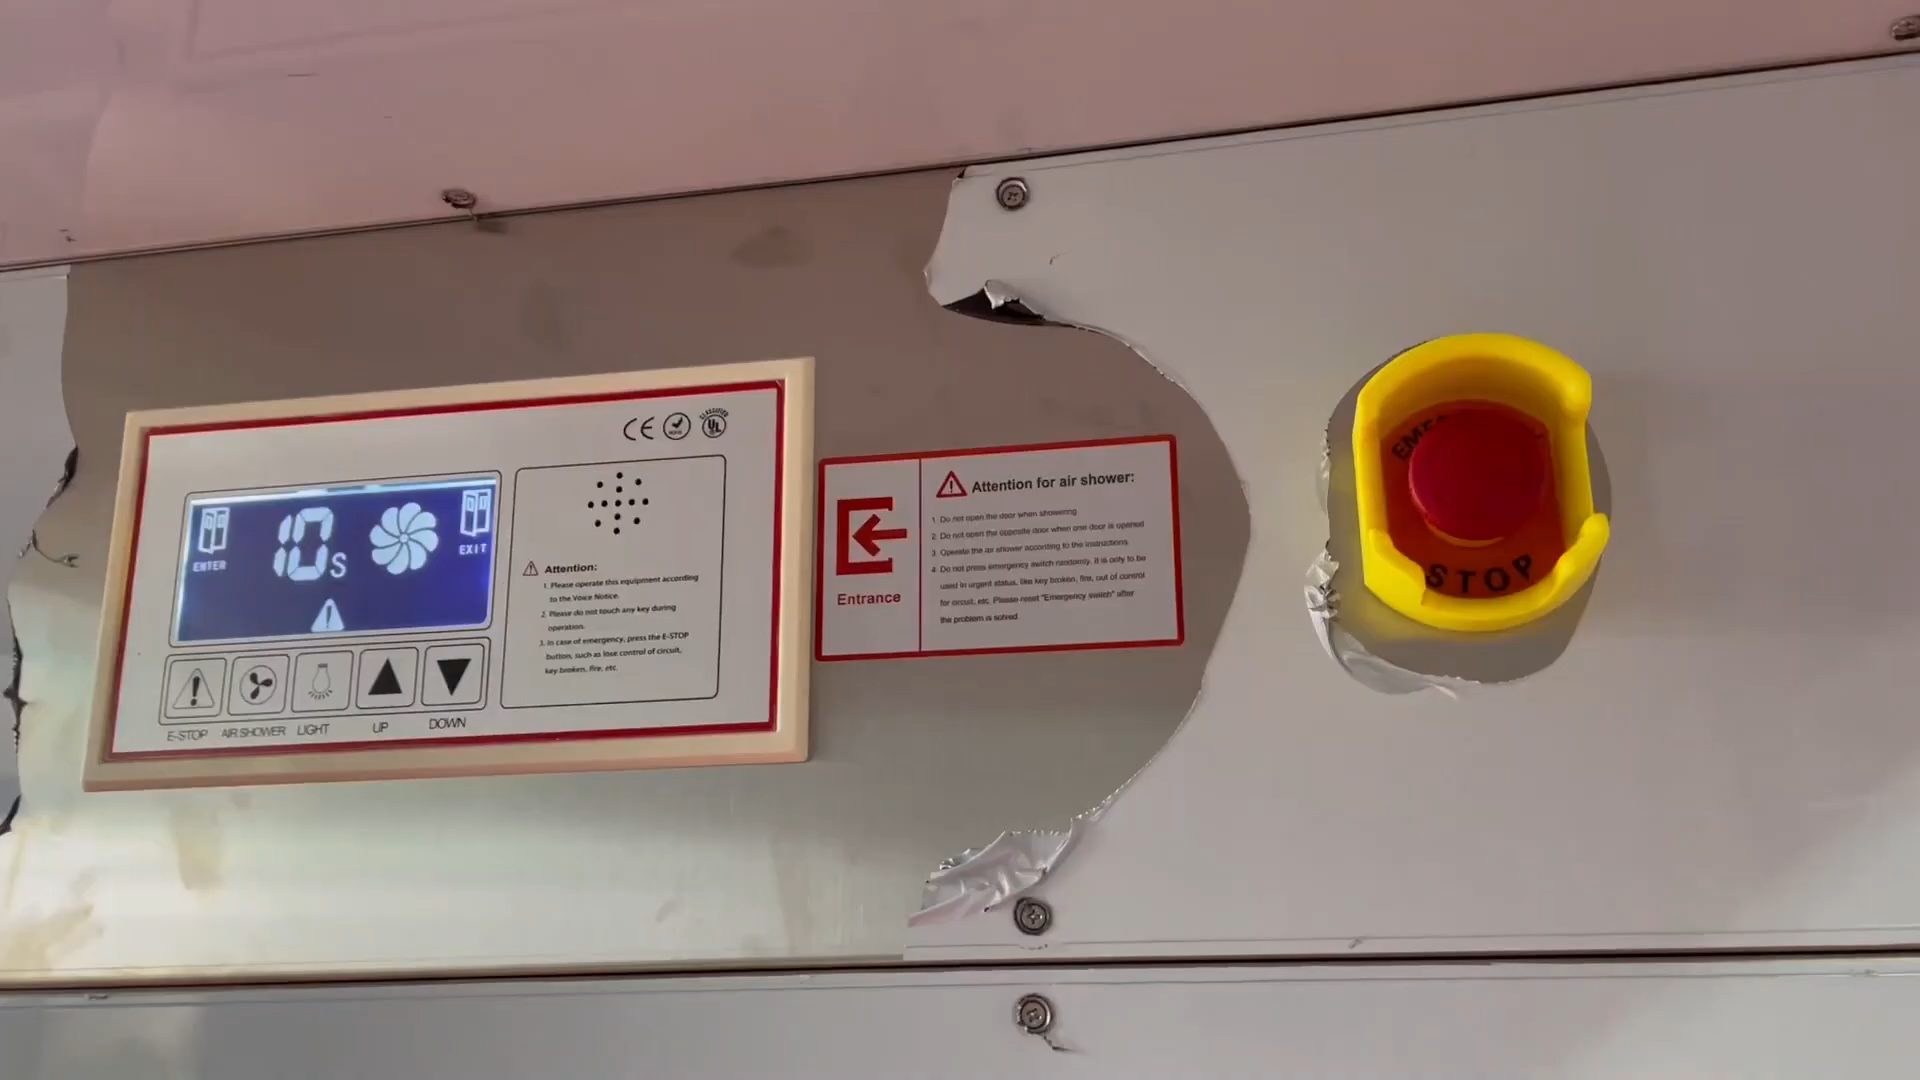 CE
CLASSIFIED
UL
ENTER
10s
EXIT
Attention:
1. Please operate this equipment according
to the Voice Notice.
2. Please do not touch any key during
operation.
3. In case of emergency, press the E-STOP
button, such as lose control of circuit,
key broken, fire, etc.
E-STOP
AIR SHOWER
LIGHT
UP
DOWN
Entrance
Attention for air shower:
1. Do not open the door when showering
2. Do not open the opposite door when one door is opened
3. Operate the air shower according to the instructions.
4. Do not press emergency switch randomly. It is only to be
used in urgent status, like key broken, fire, out of control
for circuit, etc. Please reset "Emergency switch" after
the problem is solved
EME
STOP